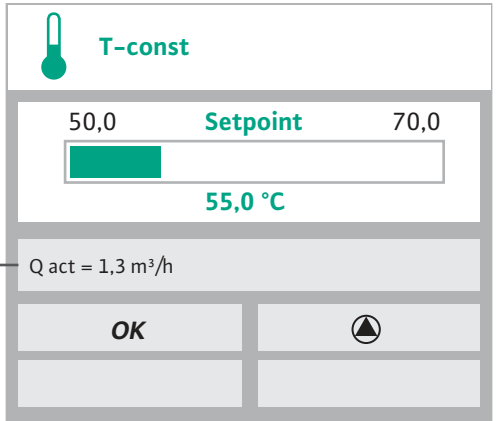 T-const
50,0 Setpoint 70,0
55,0 °C
Q act = 1,3 m³/h
OK